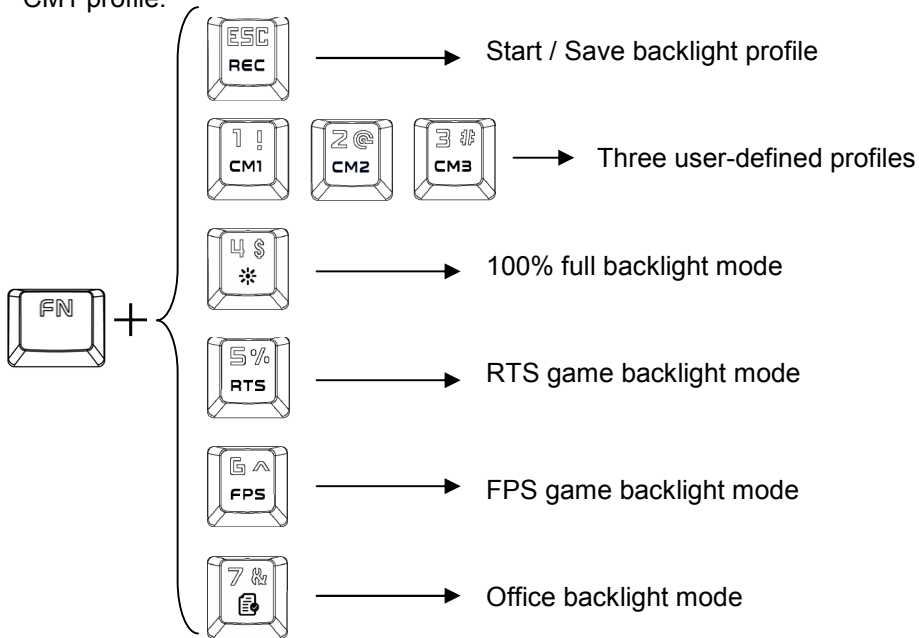 CM1 profile.
ESC
REC
Start / Save backlight profile
1 !
CM1
2 @
CM2
3 #
CM3
Three user-defined profiles
4 $
100% full backlight mode
FN
+
5 %
RTS
RTS game backlight mode
6 ^
FPS
FPS game backlight mode
7 &
Office backlight mode